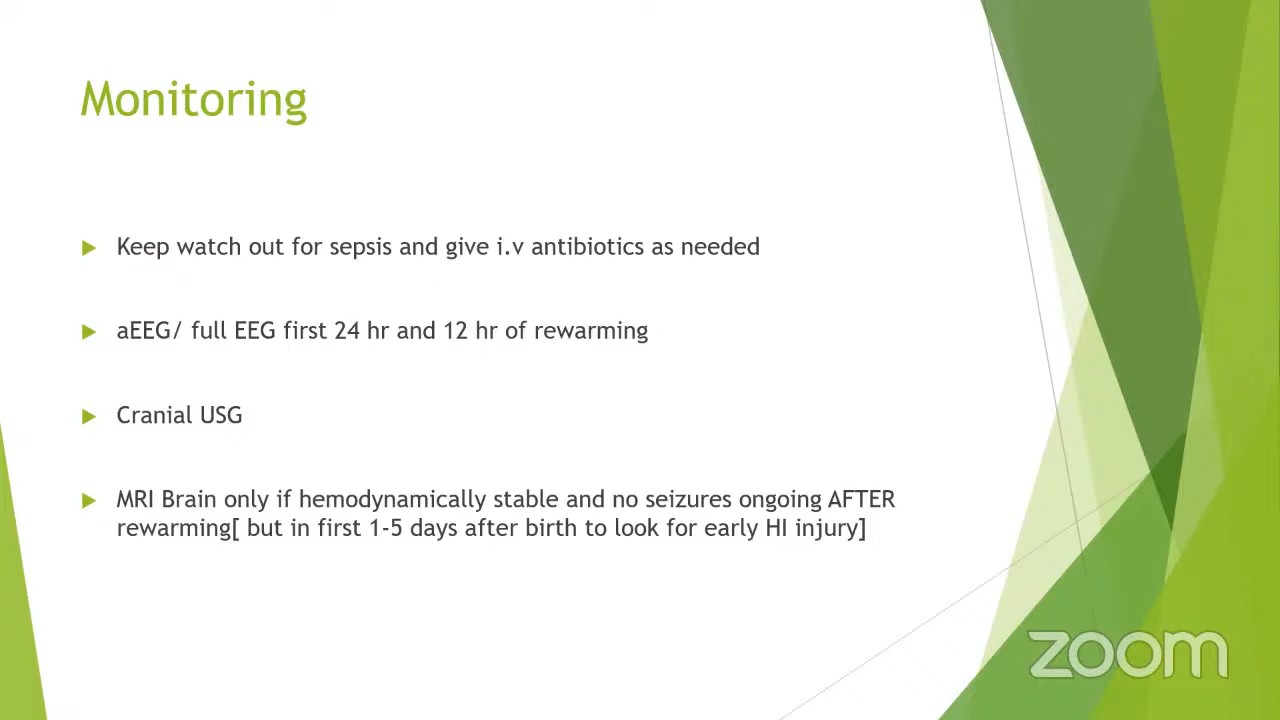 Monitoring
Keep watch out for sepsis and give i.v antibiotics as needed
aEEG/ full EEG first 24 hr and 12 hr of rewarming
Cranial USG
MRI Brain only if hemodynamically stable and no seizures ongoing AFTER
rewarming[ but in first 1-5 days after birth to look for early HI injury]
zoom